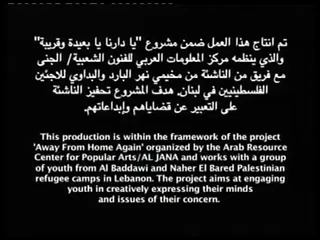 تم انتاج هذا العمل ضمن مشروع "يا دارنا يا بعيدة وقريبة"
والذي ينظمه مركز المعلومات العربي للفنون الشعبية/ الجنى
مع فريق من الناشئة من مخيمي نهر البارد والبداوي للاجئين
الفلسطينيين في لبنان. هدف المشروع تحفيز الناشئة
على التعبير عن قضاياهم وإبداعاتهم.
This production is within the framework of the project
'Away From Home Again' organized by the Arab Resource
Center for Popular Arts/AL JANA and works with a group
of youth from Al Baddawi and Naher El Bared Palestinian
refugee camps in Lebanon. The project aims at engaging
youth in creatively expressing their minds
and issues of their concern.